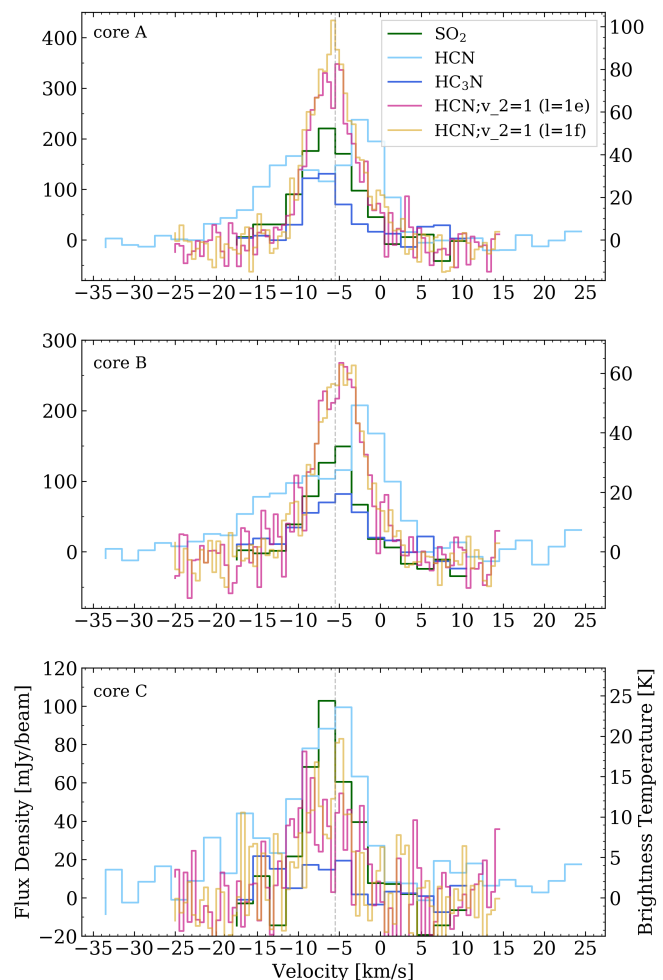 core A
SO₂
HCN
HC₃N
HCN;v_2=1 (l=1e)
HCN;v_2=1 (l=1f)
400
300
200
100
0
100
80
60
40
20
0
−35 −30 −25 −20 −15 −10 −5 0 5 10 15 20 25
core B
300
200
100
0
60
40
20
0
−35 −30 −25 −20 −15 −10 −5 0 5 10 15 20 25
core C
120
100
80
60
40
20
0
−20
25
20
15
10
5
0
Flux Density [mJy/beam]
Brightness Temperature [K]
−35 −30 −25 −20 −15 −10 −5 0 5 10 15 20 25
Velocity [km/s]